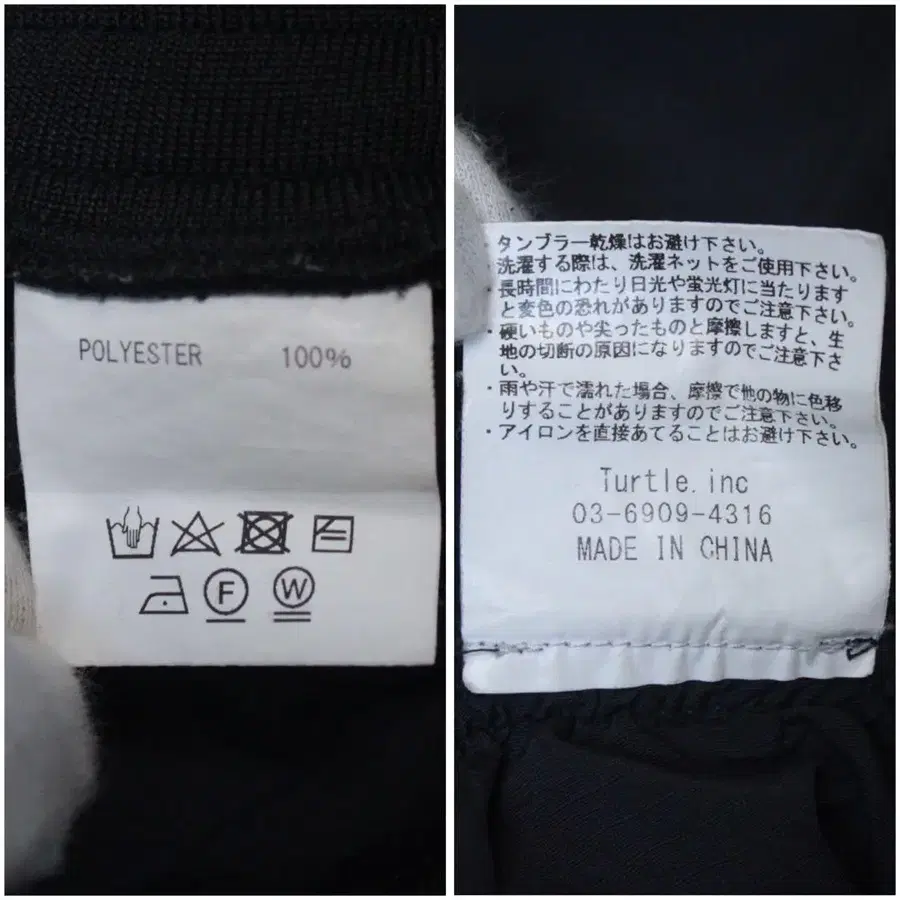 POLYESTER 100%
F W
タンブラー乾燥はお避け下さい。
洗濯する際は、洗濯ネットをご使用下さい。
・長時間にわたり日光や蛍光灯に当たります
と変色の恐れがありますのでご注意下さい。
・硬いものや尖ったものと摩擦しますと、生
地の切断の原因になりますのでご注意下さ
い。
・雨や汗で濡れた場合、摩擦で他の物に色移
りすることがありますのでご注意下さい。
・アイロンを直接あてることはお避け下さい。
Turtle.inc
03-6909-4316
MADE IN CHINA